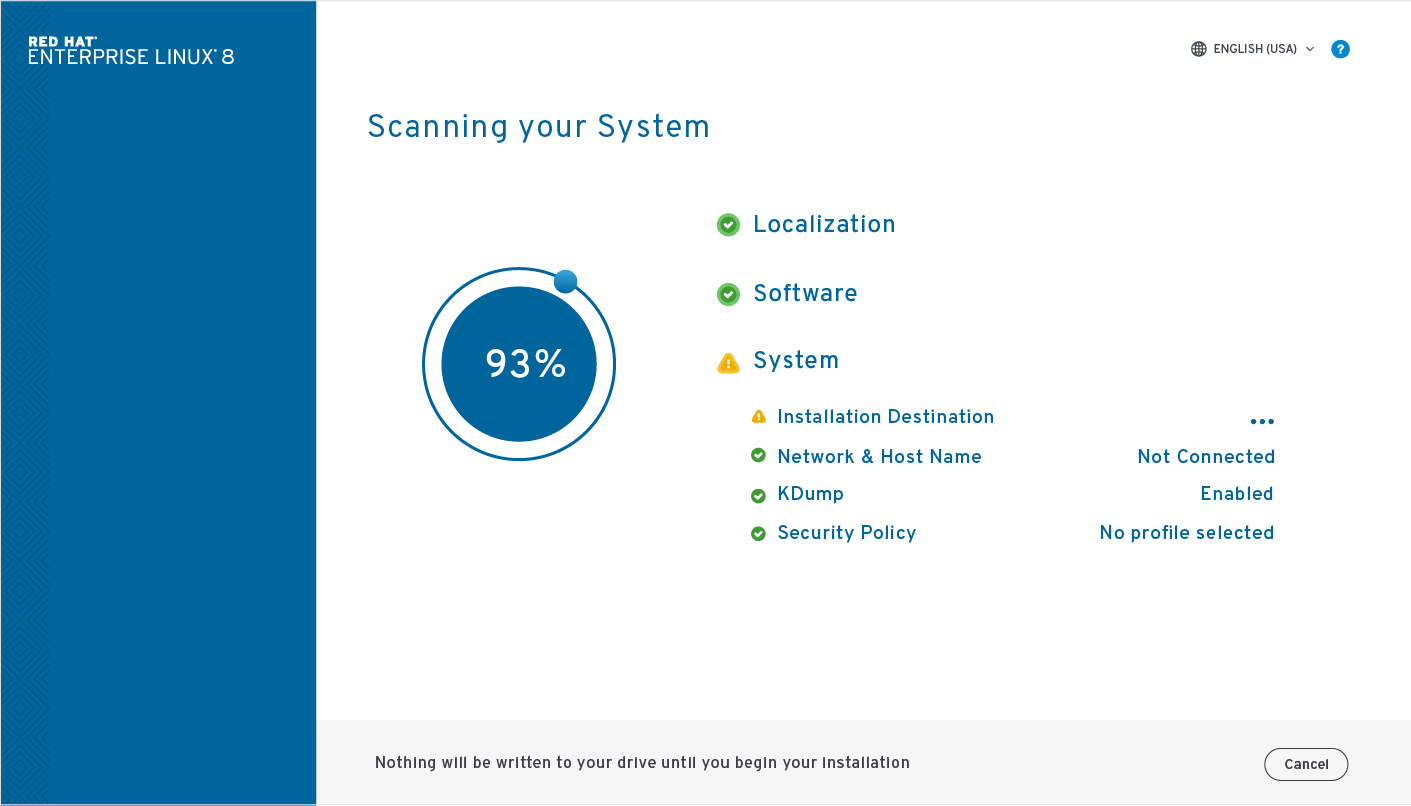 RED HAT®
ENTERPRISE LINUX® 8
ENGLISH (USA)
?
Scanning your System
Localization
Software
93%
System
Installation Destination •••
Network & Host Name Not Connected
KDump Enabled
Security Policy No profile selected
Nothing will be written to your drive until you begin your installation
Cancel